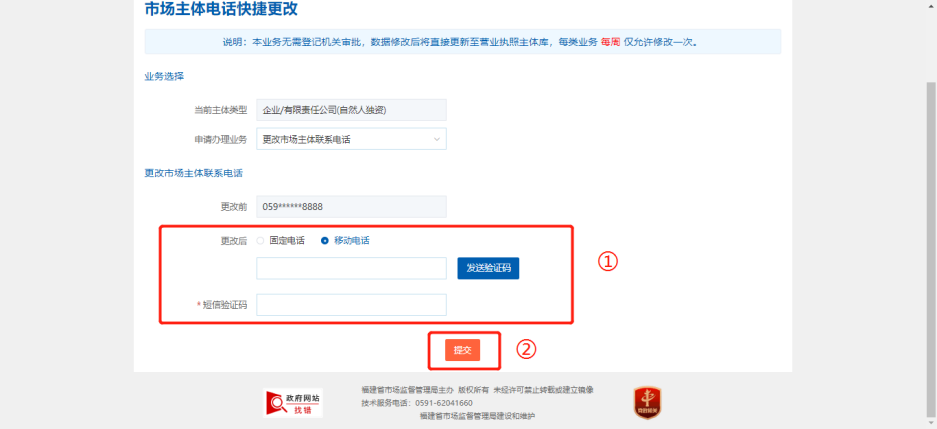 市场主体电话快捷更改
说明：本业务无需登记机关审批，数据修改后将直接更新至营业执照主体库，每类业务 每周 仅允许修改一次。
业务选择
当前主体类型 企业/有限责任公司(自然人独资)
申请办理业务 更改市场主体联系电话
更改市场主体联系电话
更改前 059******8888
更改后 固定电话 移动电话
①
发送验证码
*短信验证码
提交 ②
政府网站
找错
福建省市场监督管理局主办 版权所有 未经许可禁止转载或建立镜像
技术服务电话：0591-62041660
福建省市场监督管理局建设和维护